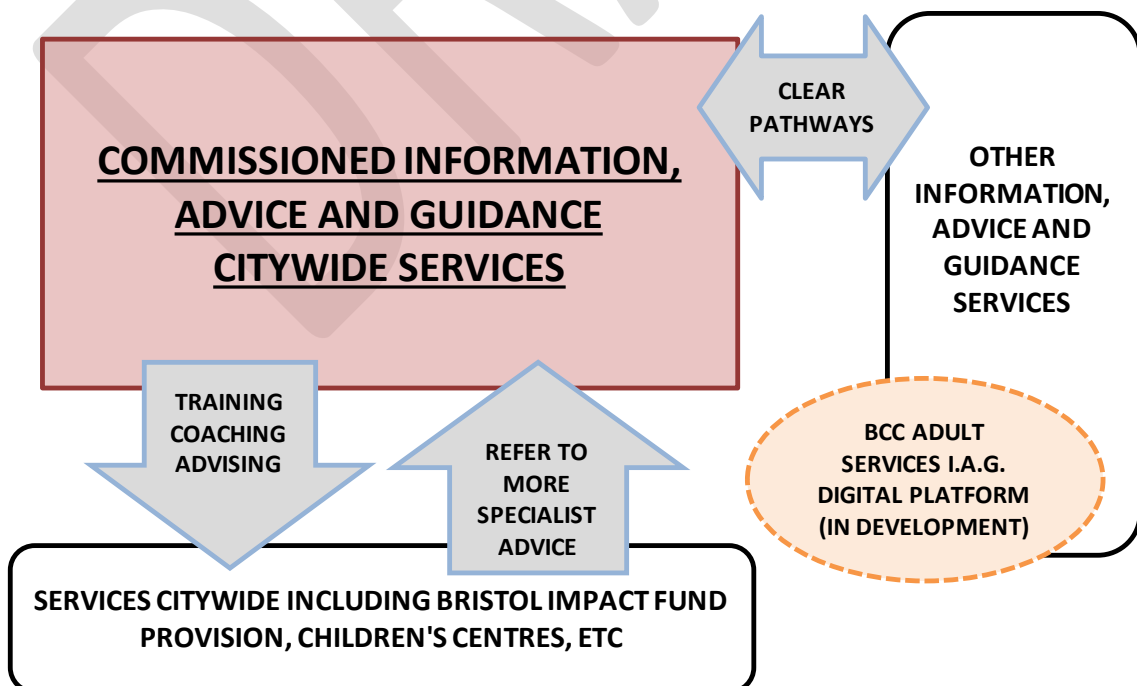 COMMISSIONED INFORMATION,
ADVICE AND GUIDANCE
CITYWIDE SERVICES
CLEAR
PATHWAYS
OTHER
INFORMATION,
ADVICE AND
GUIDANCE
SERVICES
TRAINING
COACHING
ADVISING
REFER TO
MORE
SPECIALIST
ADVICE
BCC ADULT
SERVICES I.A.G.
DIGITAL PLATFORM
(IN DEVELOPMENT)
SERVICES CITYWIDE INCLUDING BRISTOL IMPACT FUND
PROVISION, CHILDREN'S CENTRES, ETC